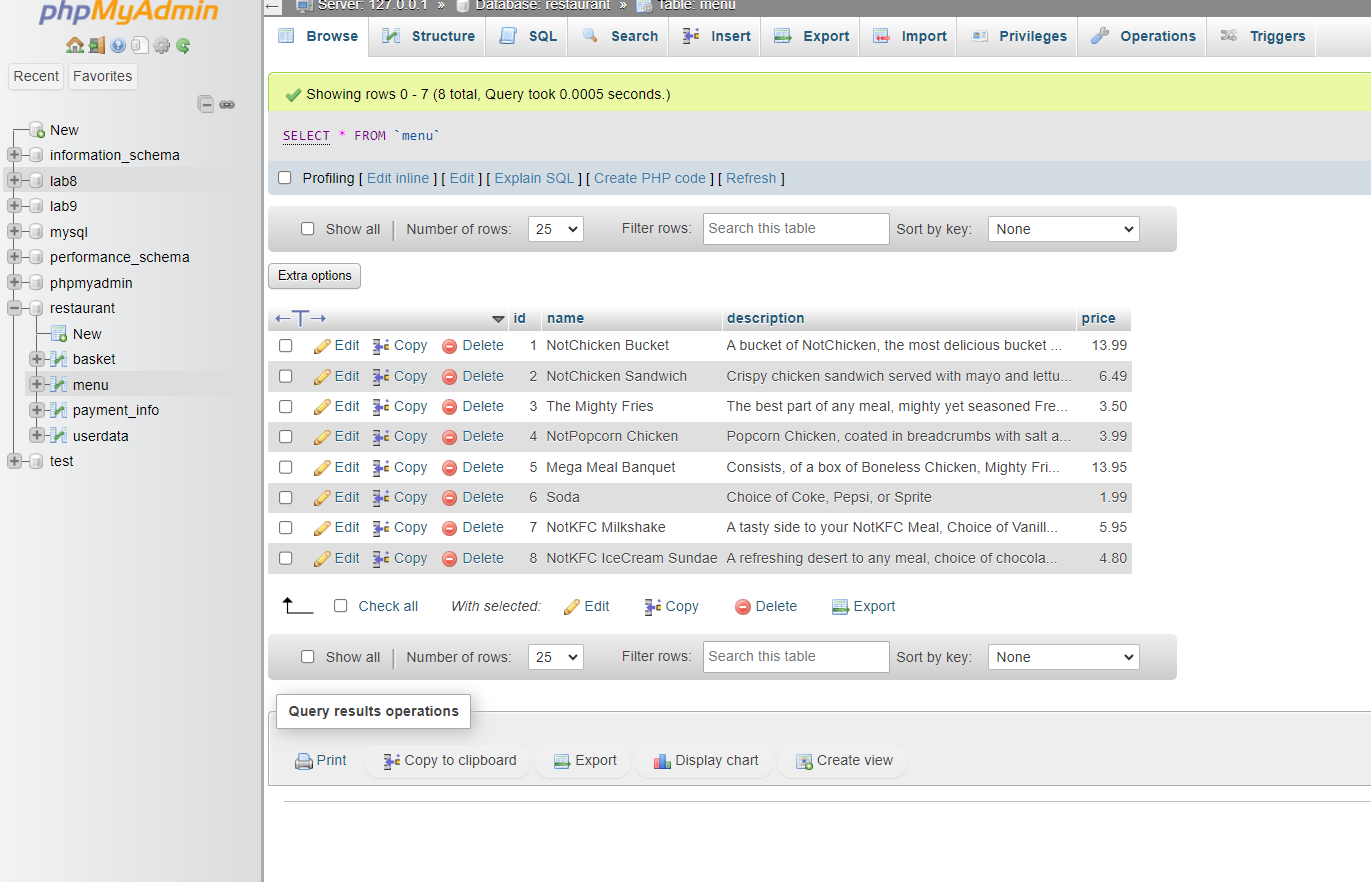 phpMyAdmin
Recent Favorites
New
information_schema
lab8
lab9
mysql
performance_schema
phpmyadmin
restaurant
New
basket
menu
payment_info
userdata
test
Server: 127.0.0.1 » Database: restaurant » Table: menu
Browse Structure SQL Search Insert Export Import Privileges Operations Triggers
Showing rows 0 - 7 (8 total, Query took 0.0005 seconds.)
SELECT * FROM `menu`
Profiling [ Edit inline ] [ Edit ] [ Explain SQL ] [ Create PHP code ] [ Refresh ]
Show all | Number of rows: 25 Filter rows: Search this table Sort by key: None
Extra options
←T→ id name description price
Edit Copy Delete 1 NotChicken Bucket A bucket of NotChicken, the most delicious bucket ... 13.99
Edit Copy Delete 2 NotChicken Sandwich Crispy chicken sandwich served with mayo and lettu... 6.49
Edit Copy Delete 3 The Mighty Fries The best part of any meal, mighty yet seasoned Fre... 3.50
Edit Copy Delete 4 NotPopcorn Chicken Popcorn Chicken, coated in breadcrumbs with salt a... 3.99
Edit Copy Delete 5 Mega Meal Banquet Consists, of a box of Boneless Chicken, Mighty Fri... 13.95
Edit Copy Delete 6 Soda Choice of Coke, Pepsi, or Sprite 1.99
Edit Copy Delete 7 NotKFC Milkshake A tasty side to your NotKFC Meal, Choice of Vanill... 5.95
Edit Copy Delete 8 NotKFC IceCream Sundae A refreshing desert to any meal, choice of chocola... 4.80
Check all With selected: Edit Copy Delete Export
Show all | Number of rows: 25 Filter rows: Search this table Sort by key: None
Query results operations
Print Copy to clipboard Export Display chart Create view